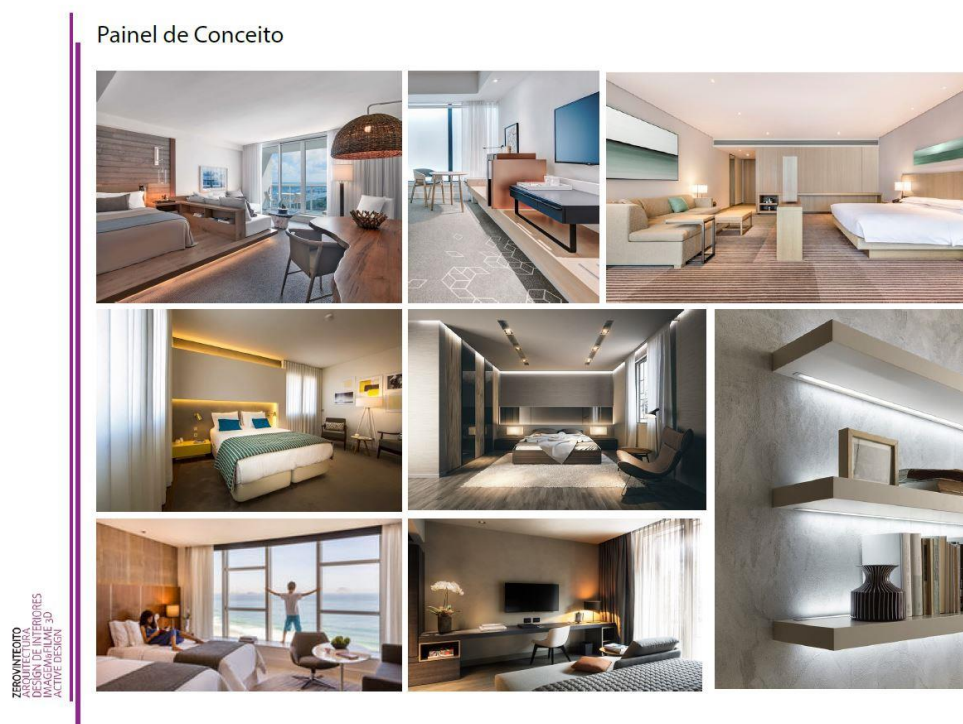 Painel de Conceito
ZEROVINTEOITO
ARQUITECTURA
DESIGN DE INTERIORES
IMAGEM&FILME 3D
ACTIVE DESIGN